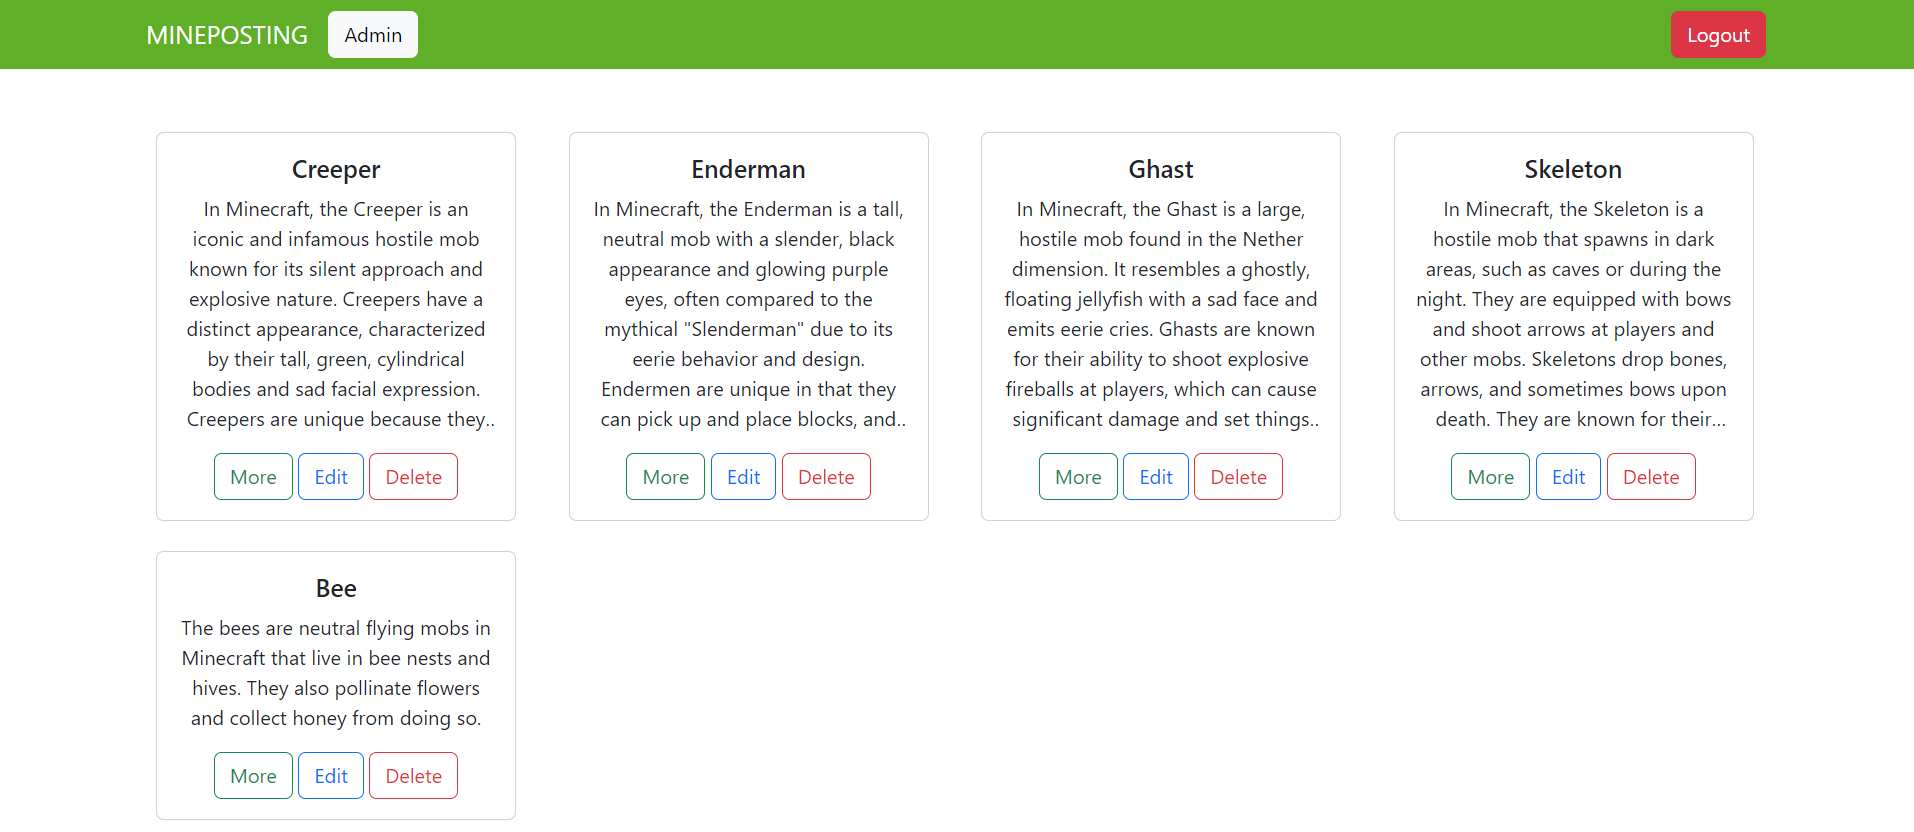 MINEPOSTING Admin Logout
Creeper
In Minecraft, the Creeper is an
iconic and infamous hostile mob
known for its silent approach and
explosive nature. Creepers have a
distinct appearance, characterized
by their tall, green, cylindrical
bodies and sad facial expression.
Creepers are unique because they..
More Edit Delete
Enderman
In Minecraft, the Enderman is a tall,
neutral mob with a slender, black
appearance and glowing purple
eyes, often compared to the
mythical "Slenderman" due to its
eerie behavior and design.
Endermen are unique in that they
can pick up and place blocks, and..
More Edit Delete
Ghast
In Minecraft, the Ghast is a large,
hostile mob found in the Nether
dimension. It resembles a ghostly,
floating jellyfish with a sad face and
emits eerie cries. Ghasts are known
for their ability to shoot explosive
fireballs at players, which can cause
significant damage and set things..
More Edit Delete
Skeleton
In Minecraft, the Skeleton is a
hostile mob that spawns in dark
areas, such as caves or during the
night. They are equipped with bows
and shoot arrows at players and
other mobs. Skeletons drop bones,
arrows, and sometimes bows upon
death. They are known for their...
More Edit Delete
Bee
The bees are neutral flying mobs in
Minecraft that live in bee nests and
hives. They also pollinate flowers
and collect honey from doing so.
More Edit Delete